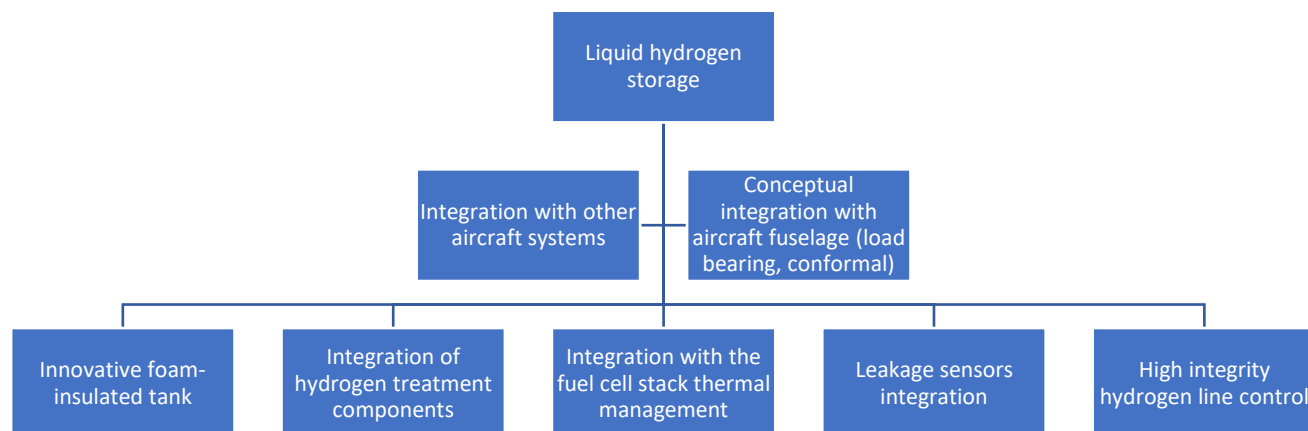 Liquid hydrogen
storage
Integration with other
aircraft systems
Conceptual
integration with
aircraft fuselage (load
bearing, conformal)
Innovative foam-
insulated tank
Integration of
hydrogen treatment
components
Integration with the
fuel cell stack thermal
management
Leakage sensors
integration
High integrity
hydrogen line control